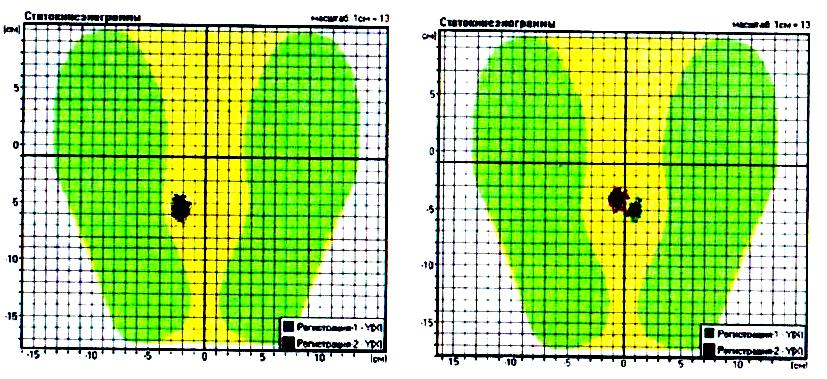 Статокинезиограммы масштаб 1см = 13
[см]
5
0
-5
-10
-15
-15 -10 -5 0 5 10 [см]
Регистрация-1 - Y[X]
Регистрация-2 - Y[X]
Статокинезиограммы масштаб 1см = 13
см]
5
0
-5
-10
-15
15 -10 -5 0 5 10 [см]
Регистрация-1 - Y[X]
Регистрация-2 - Y[X]